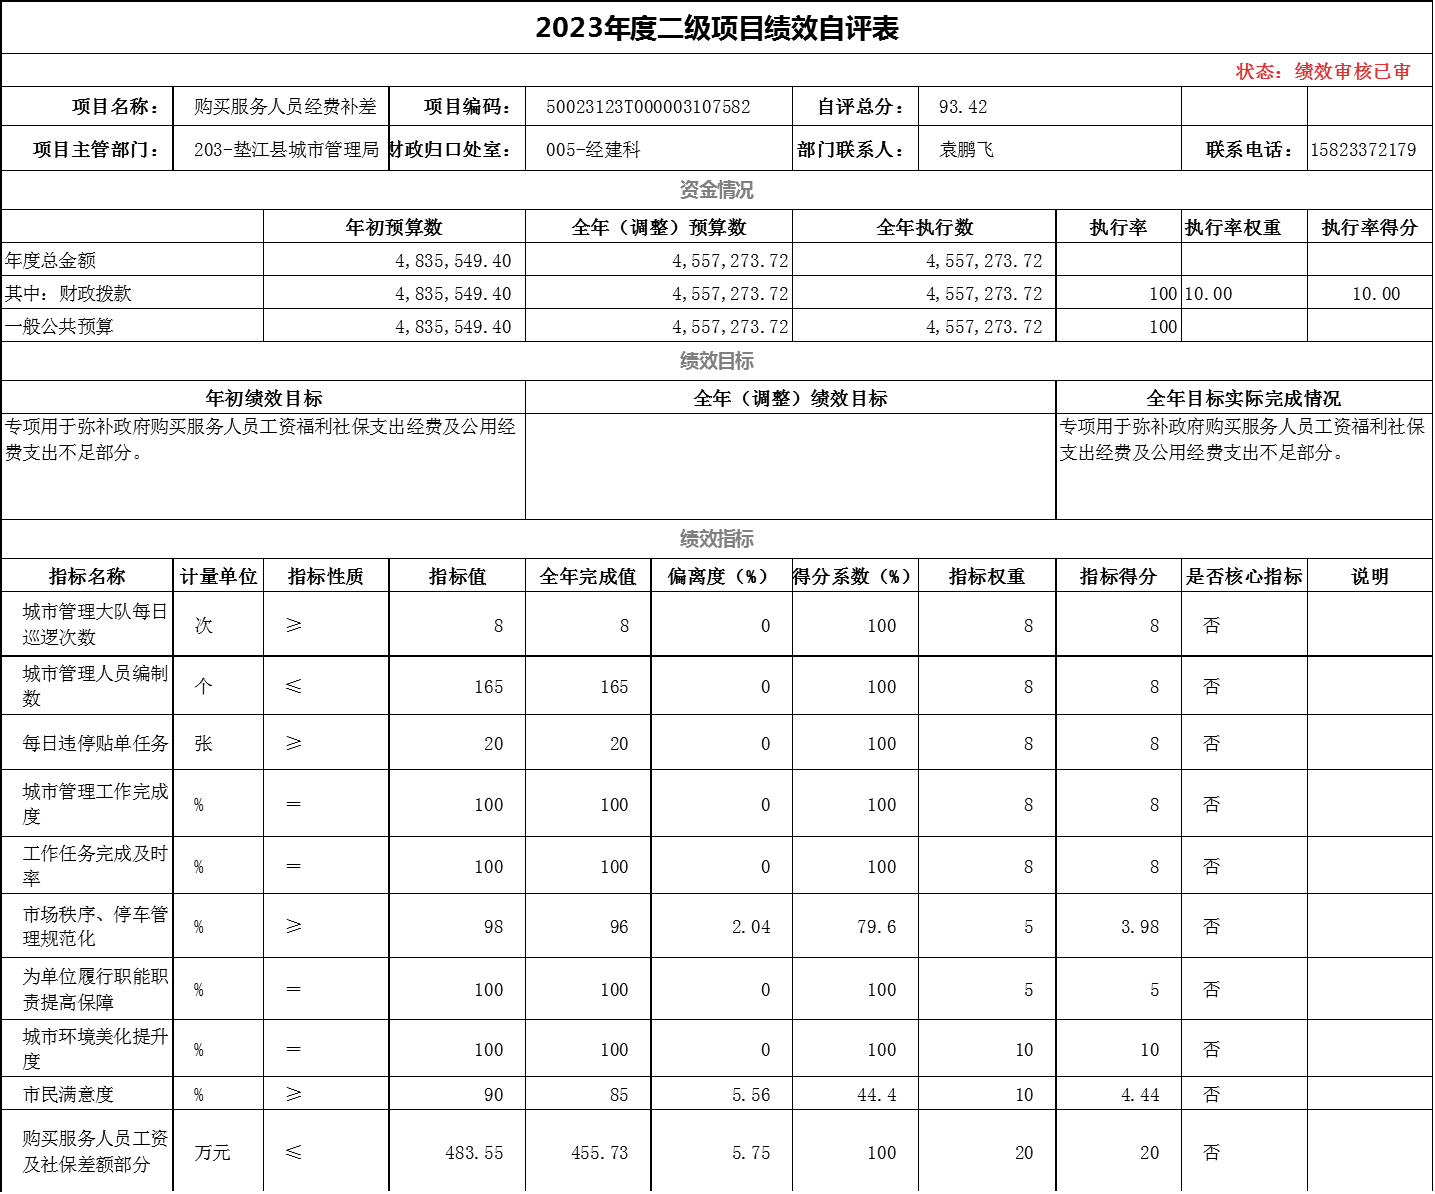 2023年度二级项目绩效自评表
状态：绩效审核已审
项目名称： 购买服务人员经费补差 项目编码： 50023123T000003107582 自评总分： 93.42
项目主管部门： 203-垫江县城市管理局 财政归口处室： 005-经建科 部门联系人： 袁鹏飞 联系电话： 15823372179
资金情况
年初预算数 全年（调整）预算数 全年执行数 执行率 执行率权重 执行率得分
年度总金额 4,835,549.40 4,557,273.72 4,557,273.72
其中：财政拨款 4,835,549.40 4,557,273.72 4,557,273.72 100 10.00 10.00
一般公共预算 4,835,549.40 4,557,273.72 4,557,273.72 100
绩效目标
年初绩效目标 全年（调整）绩效目标 全年目标实际完成情况
专项用于弥补政府购买服务人员工资福利社保支出经费及公用经
费支出不足部分。
专项用于弥补政府购买服务人员工资福利社保
支出经费及公用经费支出不足部分。
绩效指标
指标名称 计量单位 指标性质 指标值 全年完成值 偏离度（%） 得分系数（%） 指标权重 指标得分 是否核心指标 说明
城市管理大队每日
巡逻次数 次 ≥ 8 8 0 100 8 8 否
城市管理人员编制
数 个 ≤ 165 165 0 100 8 8 否
每日违停贴单任务 张 ≥ 20 20 0 100 8 8 否
城市管理工作完成
度 % ＝ 100 100 0 100 8 8 否
工作任务完成及时
率 % ＝ 100 100 0 100 8 8 否
市场秩序、停车管
理规范化 % ≥ 98 96 2.04 79.6 5 3.98 否
为单位履行职能职
责提高保障 % ＝ 100 100 0 100 5 5 否
城市环境美化提升
度 % ＝ 100 100 0 100 10 10 否
市民满意度 % ≥ 90 85 5.56 44.4 10 4.44 否
购买服务人员工资
及社保差额部分 万元 ≤ 483.55 455.73 5.75 100 20 20 否